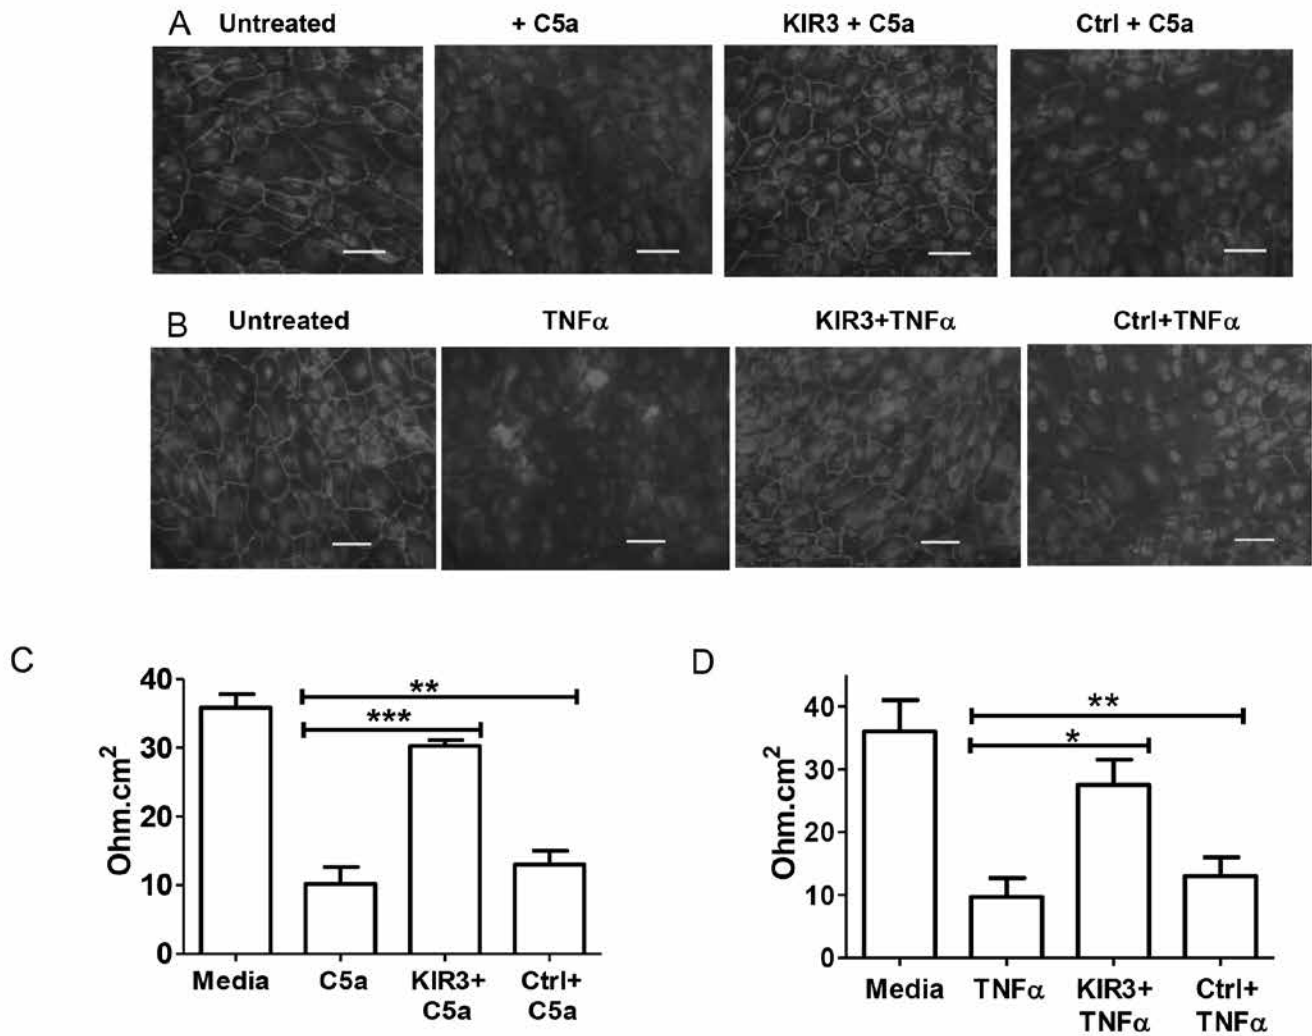 A
Untreated
+ C5a
KIR3 + C5a
Ctrl + C5a
B
Untreated
TNFα
KIR3+TNFα
Ctrl+TNFα
C
Ohm.cm²
40
30
20
10
0
**
***
Media
C5a
KIR3+
C5a
Ctrl+
C5a
D
Ohm.cm²
40
30
20
10
0
**
*
Media
TNFα
KIR3+
TNFα
Ctrl+
TNFα